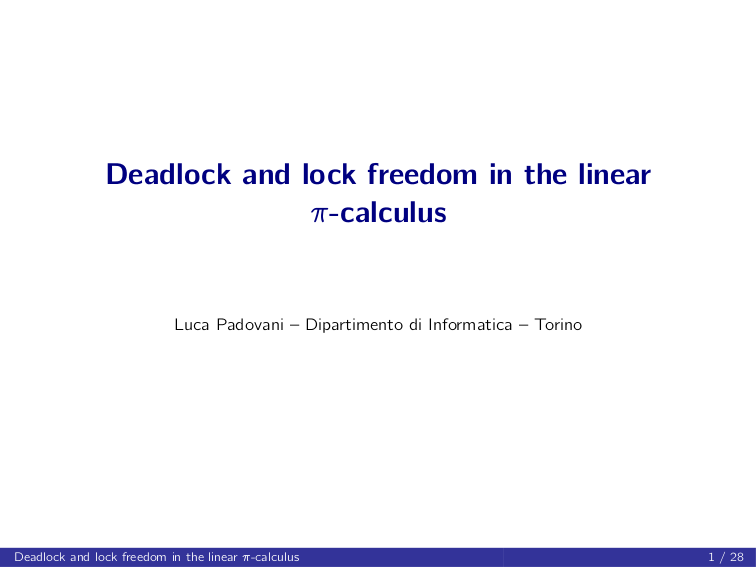 Deadlock and lock freedom in the linear
π-calculus
Luca Padovani – Dipartimento di Informatica – Torino
Deadlock and lock freedom in the linear π-calculus
1 / 28